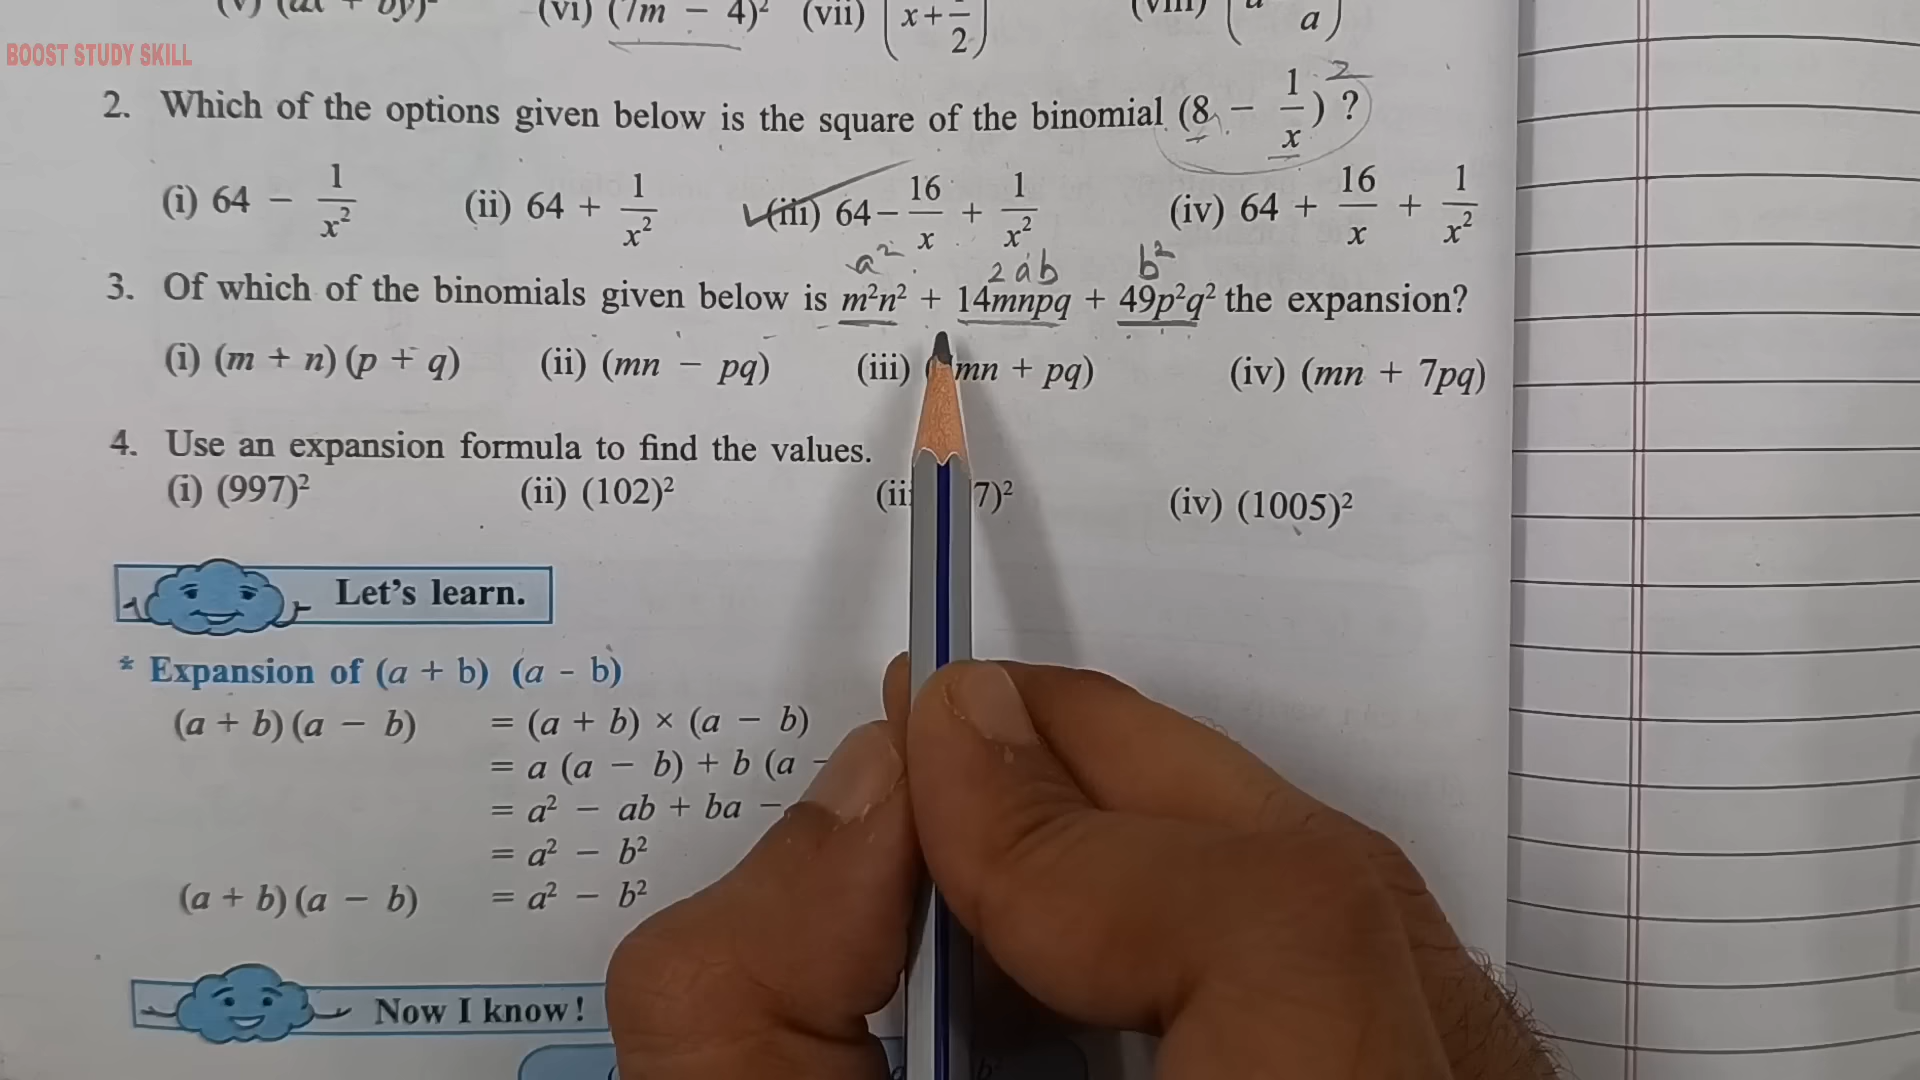 (vi) (7m − 4)² (vii) (x + /2) (viii) ( a)
BOOST STUDY SKILL
2. Which of the options given below is the square of the binomial (8 − 1/x)² ?
(i) 64 − 1/x² (ii) 64 + 1/x² (iii) 64 − 16/x + 1/x² (iv) 64 + 16/x + 1/x²
a² 2ab b²
3. Of which of the binomials given below is m²n² + 14mnpq + 49p²q² the expansion?
(i) (m + n) (p + q) (ii) (mn − pq) (iii) ( mn + pq) (iv) (mn + 7pq)
4. Use an expansion formula to find the values.
(i) (997)² (ii) (102)² 7)² (iv) (1005)²
Let's learn.
* Expansion of (a + b) (a - b)
(a + b) (a − b) = (a + b) × (a − b)
= a (a − b) + b (a −
= a² − ab + ba −
= a² − b²
(a + b) (a − b) = a² − b²
Now I know!